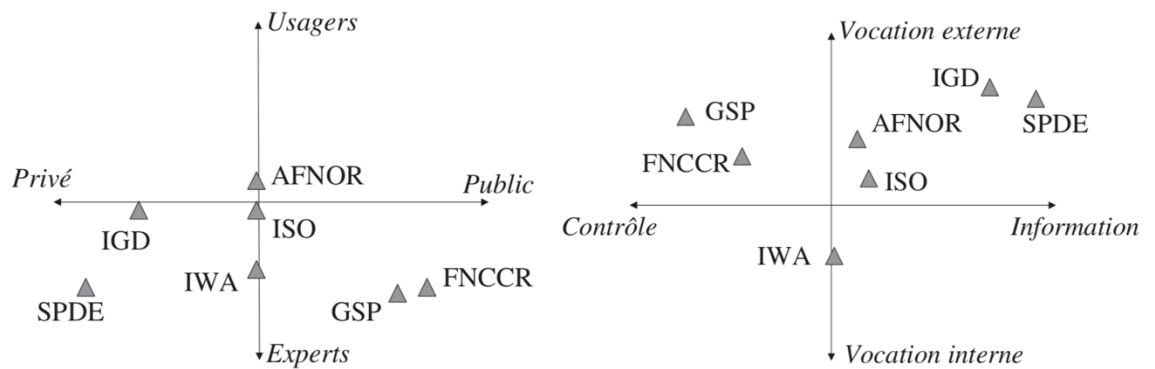 Usagers
AFNOR
Privé
Public
ISO
IGD
IWA
FNCCR
SPDE
GSP
Experts
Vocation externe
IGD
GSP
SPDE
AFNOR
FNCCR
ISO
Contrôle
Information
IWA
Vocation interne